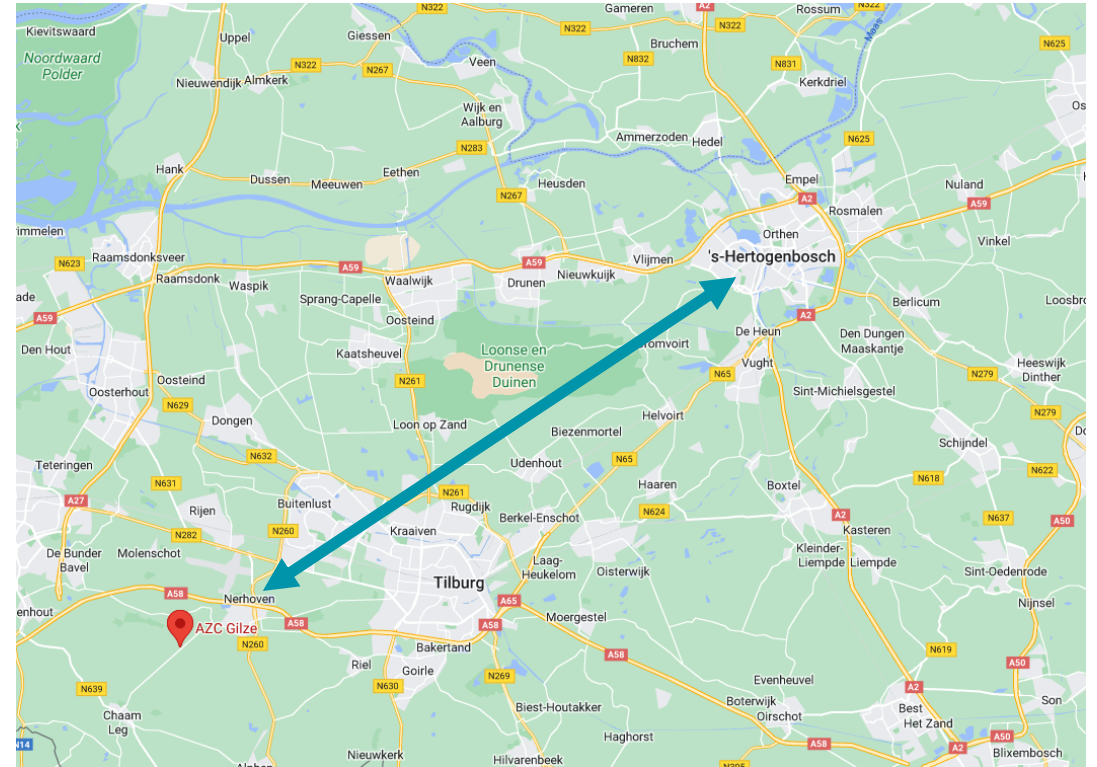 N322
Gameren
A2
Rossum
N322
Kievitswaard
Uppel
Giessen
N322
N322
Maas
Bruchem
N625
Noordwaard
Polder
Veen
N832
N831
N322
N267
Nieuwendijk
Almkerk
Kerkdriel
Wijk en
Aalburg
Ammerzoden
Hedel
N625
N283
Hank
Dussen
Meeuwen
Eethen
Heusden
Empel
Nuland
N267
A2
A59
Rosmalen
Orthen
Raamsdonksveer
N623
A59
A59
Vlijmen
's-Hertogenbosch
Vinkel
Raamsdonk
Waspik
Waalwijk
Drunen
Nieuwkuijk
Sprang-Capelle
Berlicum
A59
Oosteind
A2
De Heun
Den Dungen
Maaskantje
Den Hout
Kaatsheuvel
Loonse en
Drunense
Duinen
Vught
Heeswijk
Dinther
Oosteind
N261
N65
N279
Oosterhout
Sint-Michielsgestel
N629
Dongen
Loon op Zand
Helvoirt
N279
Biezenmortel
Schijndel
Teteringen
N632
Udenhout
N65
N622
N631
Haaren
Boxtel
N618
A27
N261
Buitenlust
Rugdijk
Rijen
N624
A2
N637
A50
N282
N260
Kraaiven
Berkel-Enschot
Kasteren
De Bunder
Bavel
Molenschot
Laag-
Heukelom
Oisterwijk
Kleinder-
Liempde
Liempde
Sint-Oedenrode
Tilburg
A58
Nerhoven
A65
Nijnsel
AZC Gilze
A58
A58
Moergestel
N260
Bakertand
A58
N619
Riel
Goirle
A50
N639
N630
N269
Evenheuvel
A2
Chaam
Leg
Biest-Houtakker
Boterwijk
Oirschot
Best
Het Zand
Son
Haghorst
A58
A50
A2
Nieuwkerk
Hilvarenbeek
Blixembosch